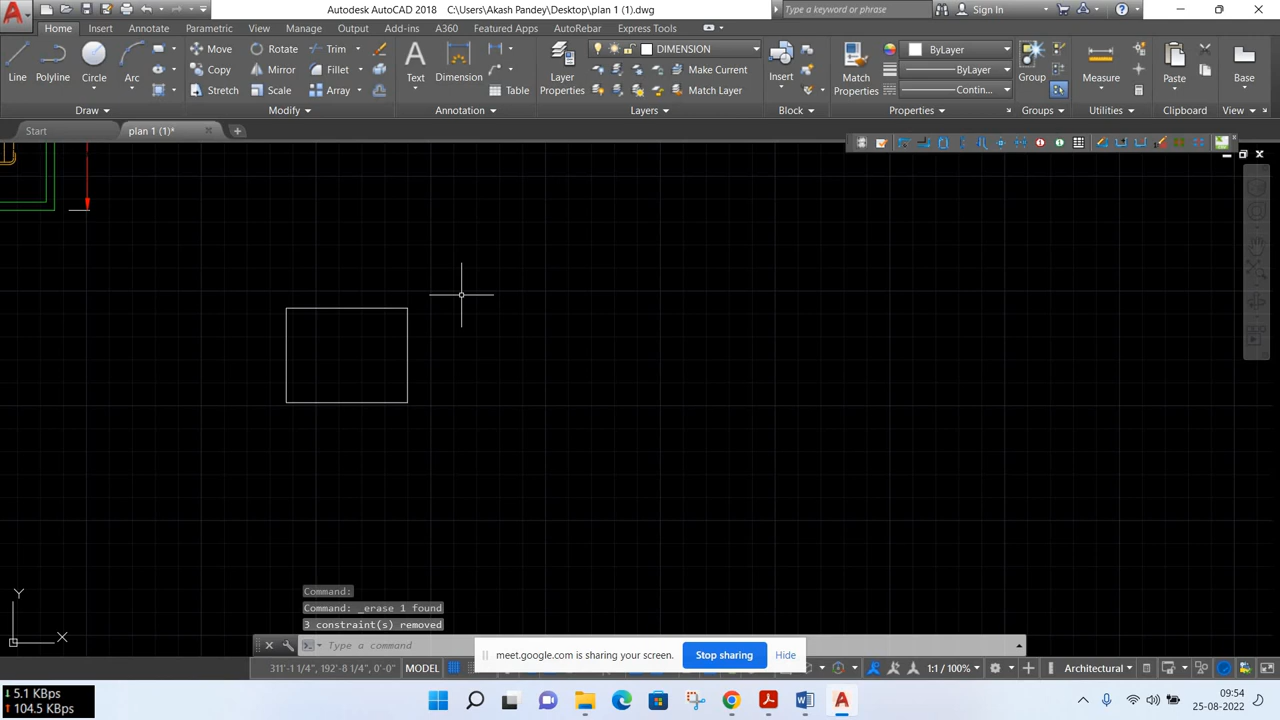 Autodesk AutoCAD 2018 C:\Users\Akash Pandey\Desktop\plan 1 (1).dwg
Type a keyword or phrase
Sign In
Home Insert Annotate Parametric View Manage Output Add-ins A360 Featured Apps AutoRebar Express Tools
Line Polyline Circle Arc
Move Rotate Trim
Copy Mirror Fillet
Stretch Scale Array
Text Dimension Table
Layer Properties
DIMENSION
Make Current
Match Layer
Insert
Match Properties
ByLayer
ByLayer
Contin...
Group
Measure
Paste
Base
Draw Modify Annotation Layers Block Properties Groups Utilities Clipboard View
Start plan 1 (1)*
Y
X
Command:
Command: _erase 1 found
3 constraint(s) removed
Type a command
meet.google.com is sharing your screen. Stop sharing Hide
311'-1 1/4", 192'-8 1/4", 0'-0" MODEL 1:1 / 100% Architectural
5.1 KBps
104.5 KBps
09:54
25-08-2022